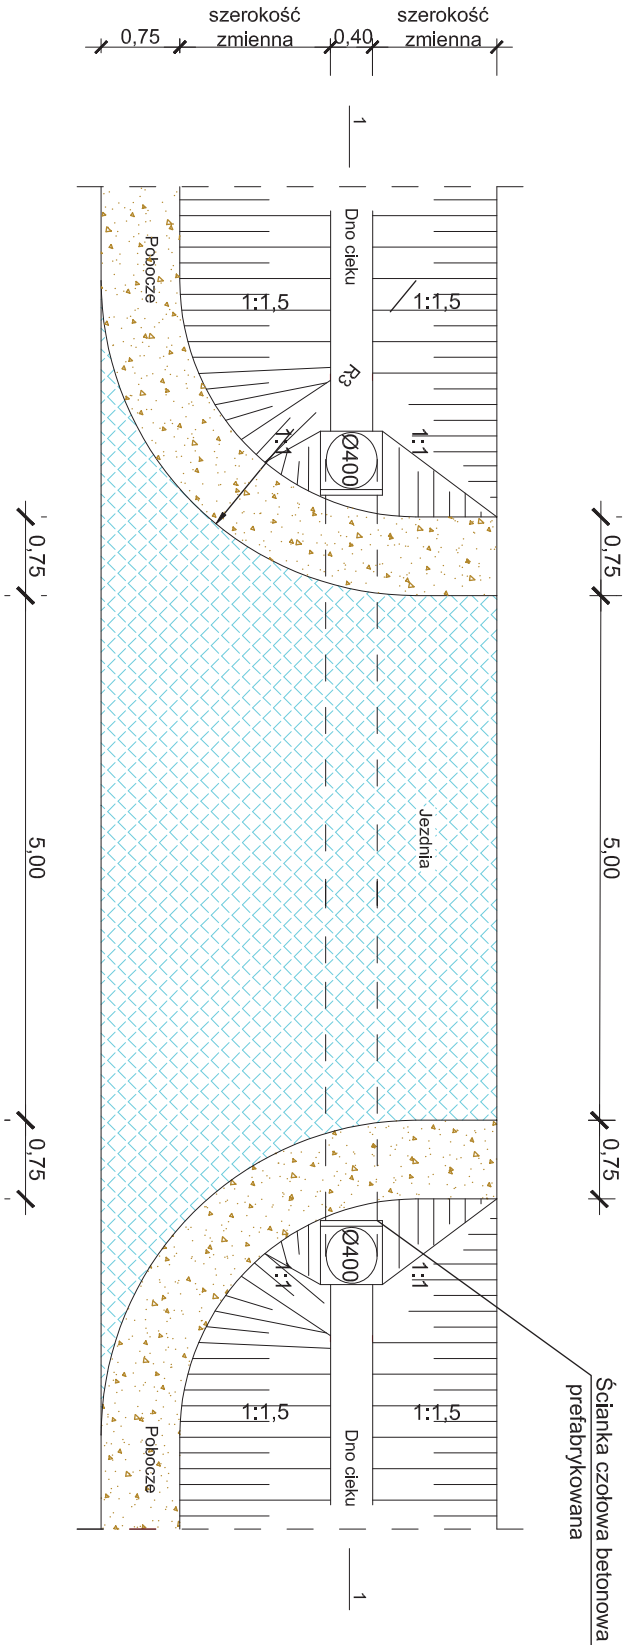 szerokość
zmienna
szerokość
zmienna
0,75
0,40
1
Pobocze
Dno cieku
1:1,5
1:1,5
R3
1:1
Ø400
1:1
0,75
0,75
5,00
Jezdnia
5,00
0,75
0,75
1:1
Ø400
1:1
1:1,5
1:1,5
Pobocze
Dno cieku
Ścianka czołowa betonowa
prefabrykowana
1